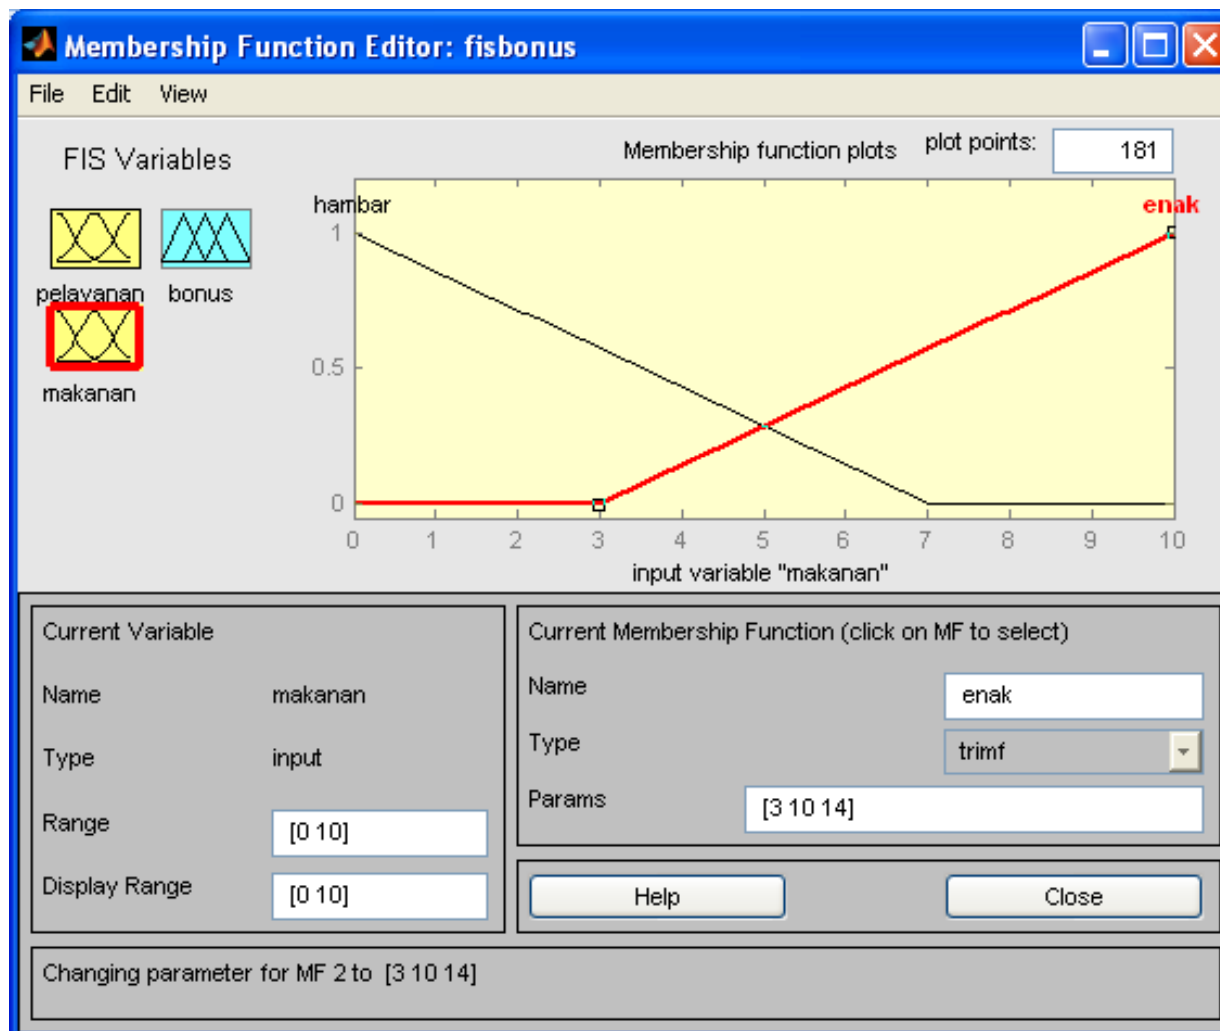 Membership Function Editor: fisbonus
File Edit View
FIS Variables
Membership function plots plot points: 181
pelayanan bonus
makanan
hambar enak
1
0.5
0
0 1 2 3 4 5 6 7 8 9 10
input variable "makanan"
Current Variable
Name makanan
Type input
Range [0 10]
Display Range [0 10]
Current Membership Function (click on MF to select)
Name enak
Type trimf
Params [3 10 14]
Help Close
Changing parameter for MF 2 to [3 10 14]